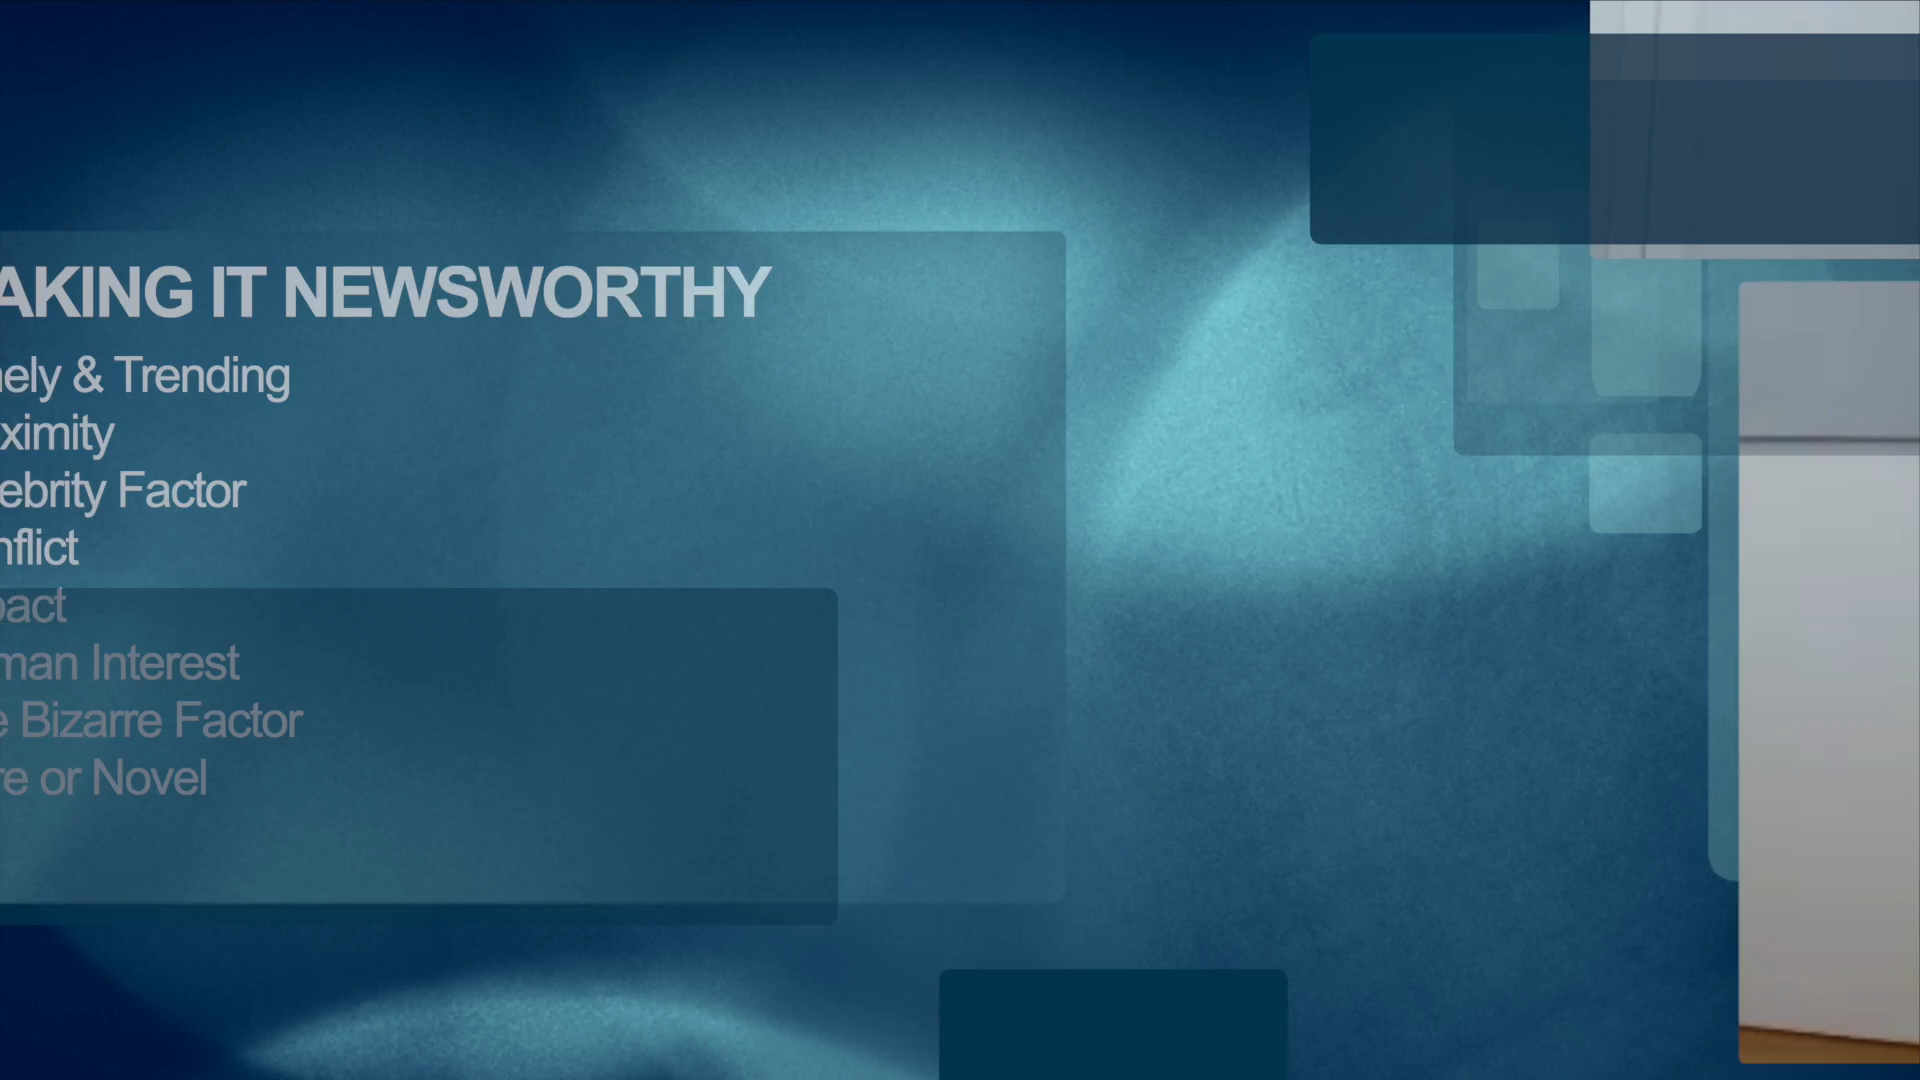 AKING IT NEWSWORTHY
ely & Trending
ximity
ebrity Factor
nflict
pact
man Interest
e Bizarre Factor
re or Novel